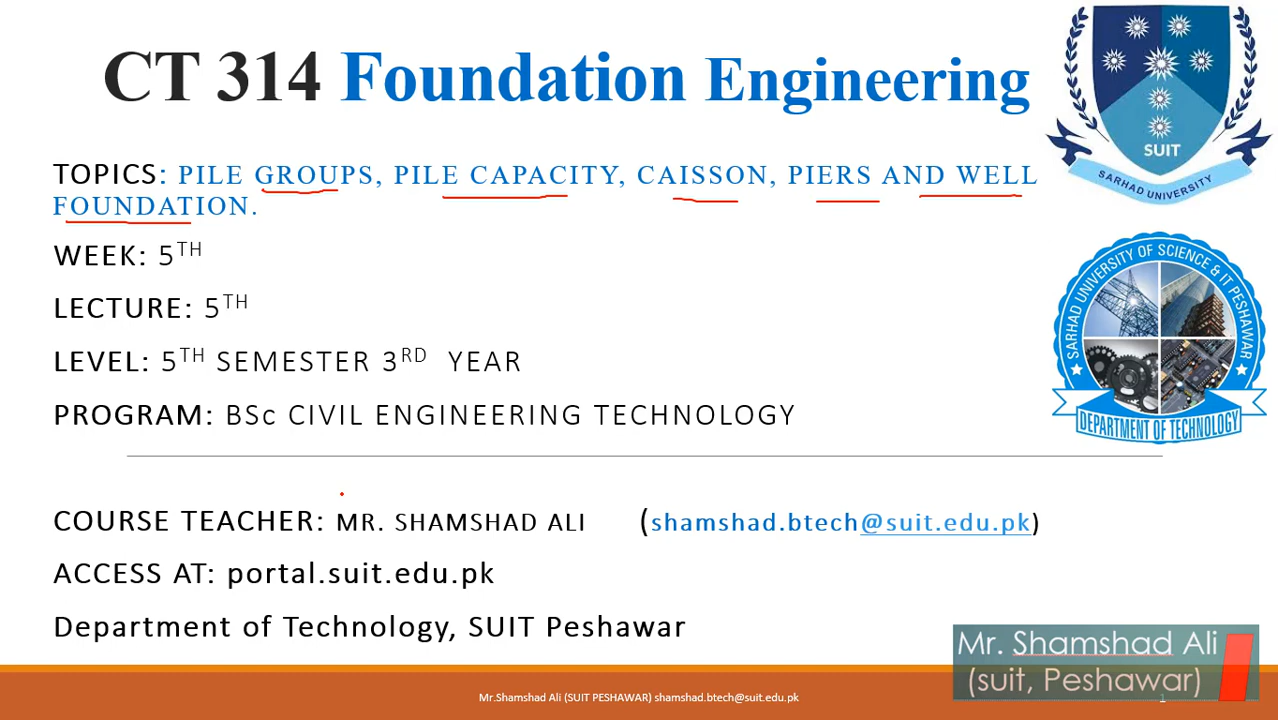 CT 314 Foundation Engineering
SUIT
SARHAD UNIVERSITY
TOPICS: PILE GROUPS, PILE CAPACITY, CAISSON, PIERS AND WELL
FOUNDATION.
WEEK: 5TH
LECTURE: 5TH
LEVEL: 5TH SEMESTER 3RD YEAR
PROGRAM: BSc CIVIL ENGINEERING TECHNOLOGY
SARHAD UNIVERSITY OF SCIENCE & IT PESHAWAR
DEPARTMENT OF TECHNOLOGY
COURSE TEACHER: MR. SHAMSHAD ALI (shamshad.btech@suit.edu.pk)
ACCESS AT: portal.suit.edu.pk
Department of Technology, SUIT Peshawar
Mr. Shamshad Ali
(suit, Peshawar)
Mr.Shamshad Ali (SUIT PESHAWAR) shamshad.btech@suit.edu.pk
1